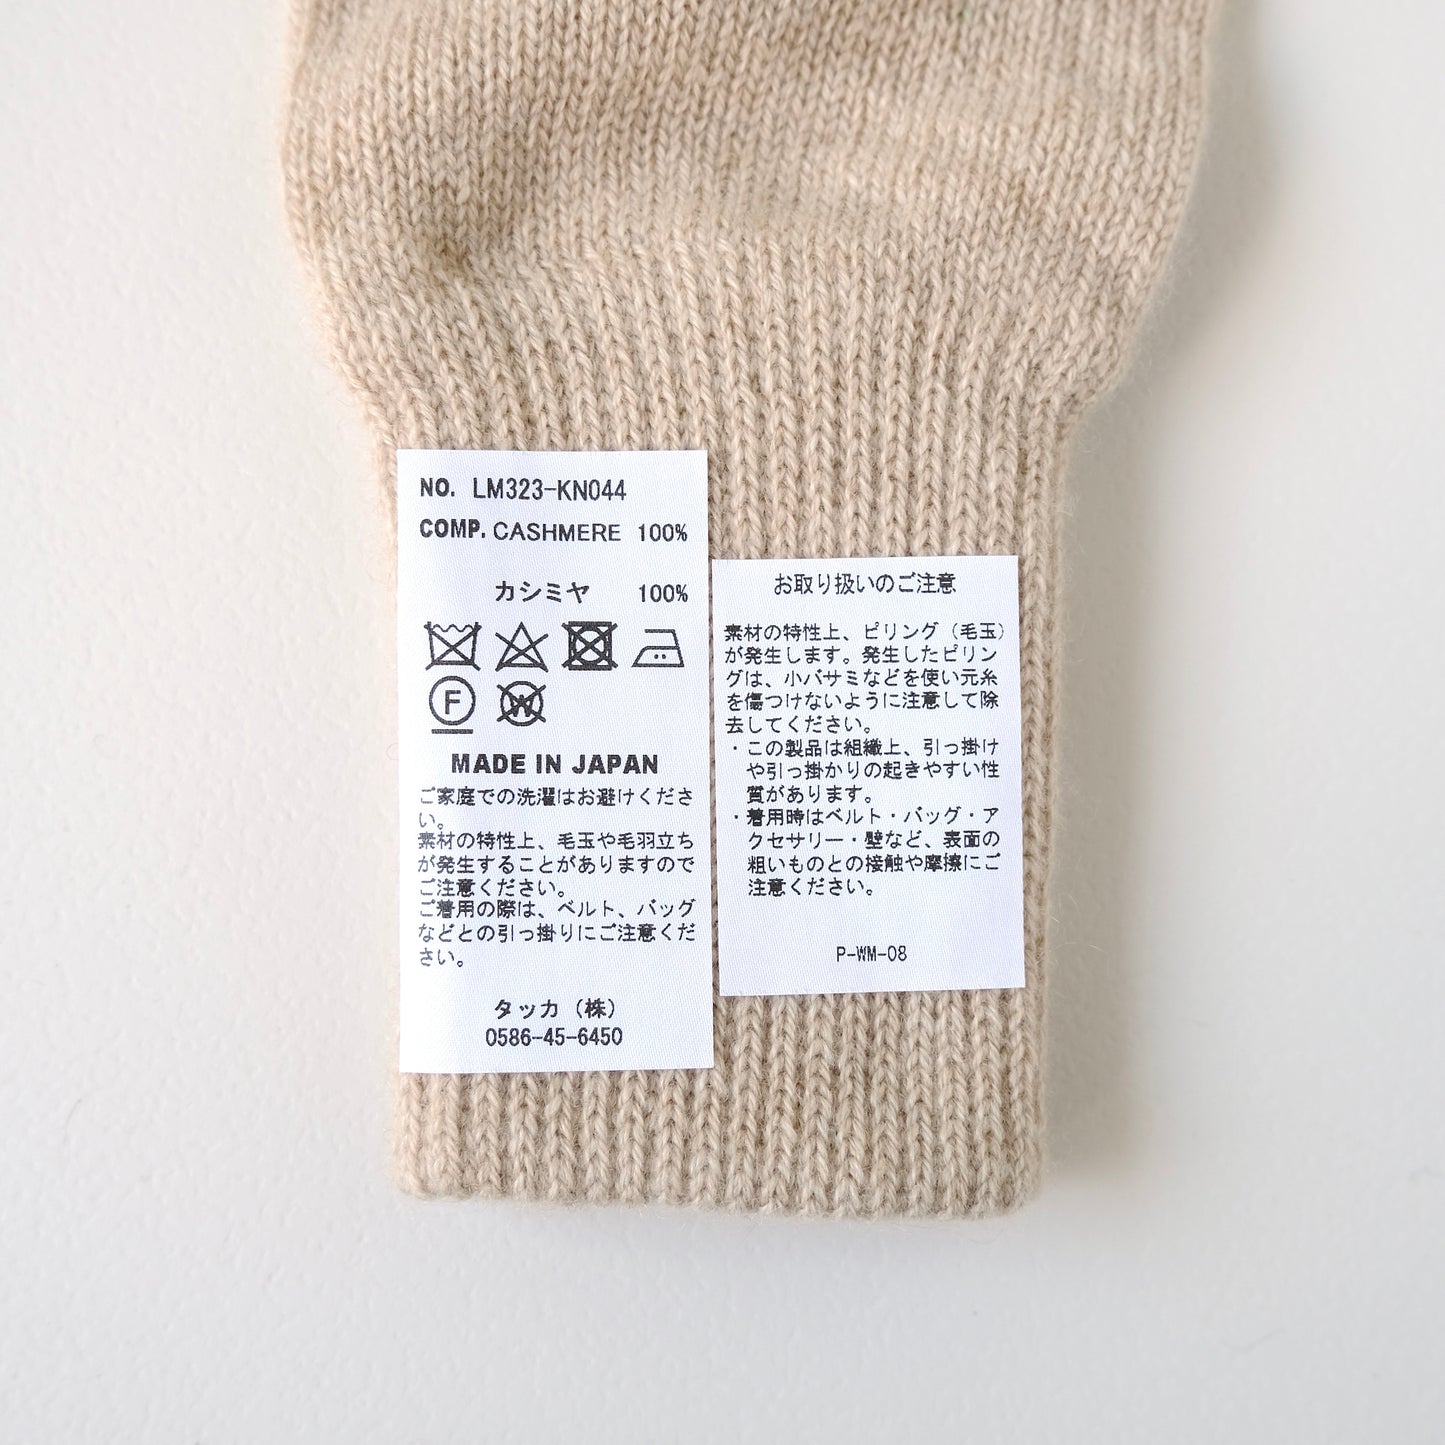 NO. LM323-KN044
COMP. CASHMERE 100%
カシミヤ 100%
F
W
MADE IN JAPAN
ご家庭での洗濯はお避けくださ
い。
素材の特性上、毛玉や毛羽立ち
が発生することがありますので
ご注意ください。
ご着用の際は、ベルト、バッグ
などとの引っ掛りにご注意くだ
さい。
タッカ（株）
0586-45-6450
お取り扱いのご注意
素材の特性上、ピリング（毛玉）
が発生します。発生したピリン
グは、小バサミなどを使い元糸
を傷つけないように注意して除
去してください。
・この製品は組織上、引っ掛け
や引っ掛かりの起きやすい性
質があります。
・着用時はベルト・バッグ・ア
クセサリー・壁など、表面の
粗いものとの接触や摩擦にご
注意ください。
P-WM-08